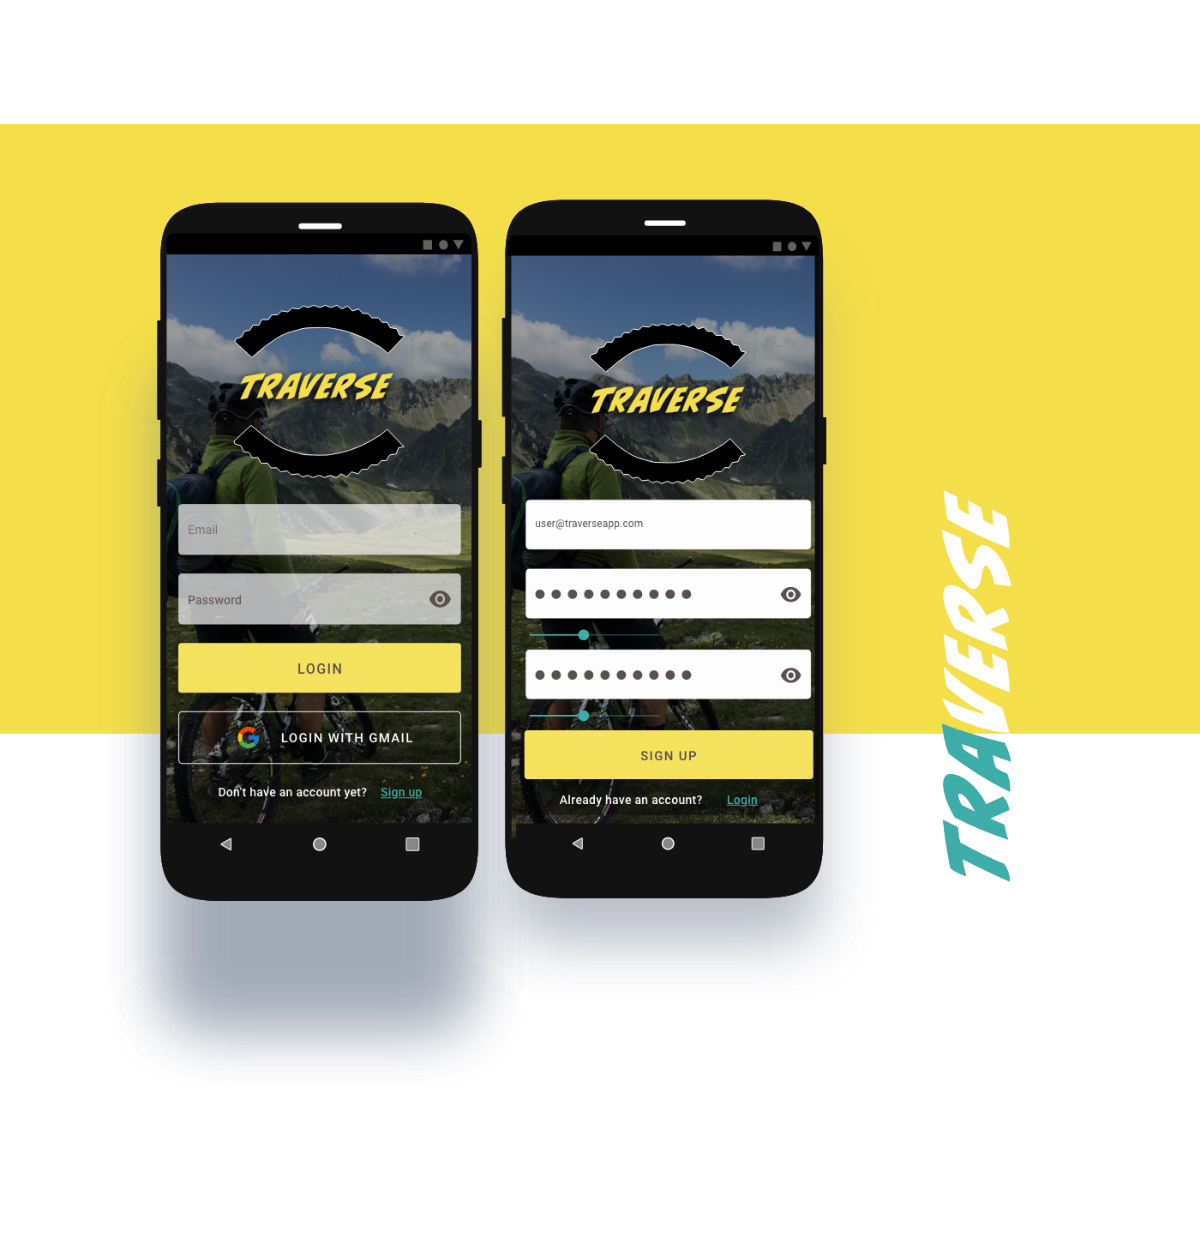 TRAVERSE
Email
Password
LOGIN
LOGIN WITH GMAIL
Don't have an account yet? Sign up
TRAVERSE
user@traverseapp.com
SIGN UP
Already have an account? Login
TRAVERSE